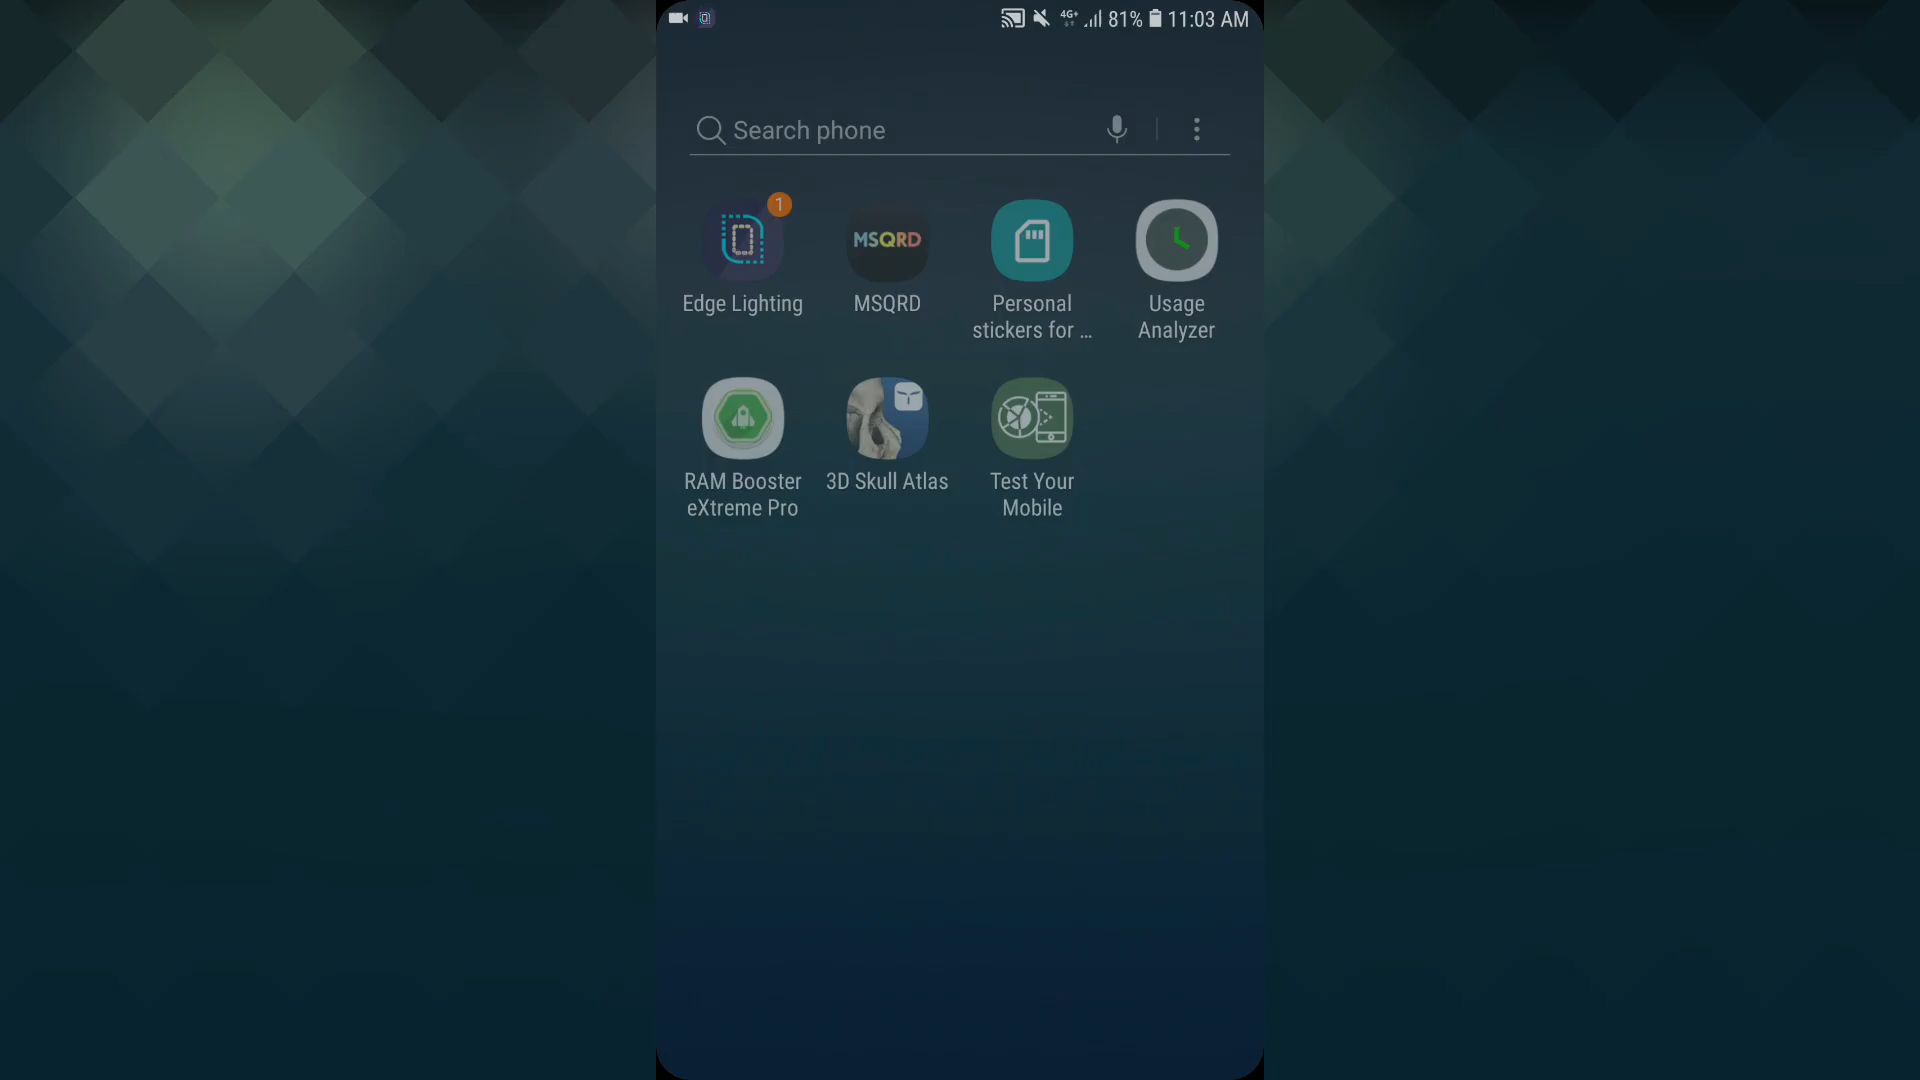 4G+ 81% 11:03 AM
Search phone
1
MSQRD
Edge Lighting
MSQRD
Personal
stickers for ...
Usage
Analyzer
RAM Booster
eXtreme Pro
3D Skull Atlas
Test Your
Mobile